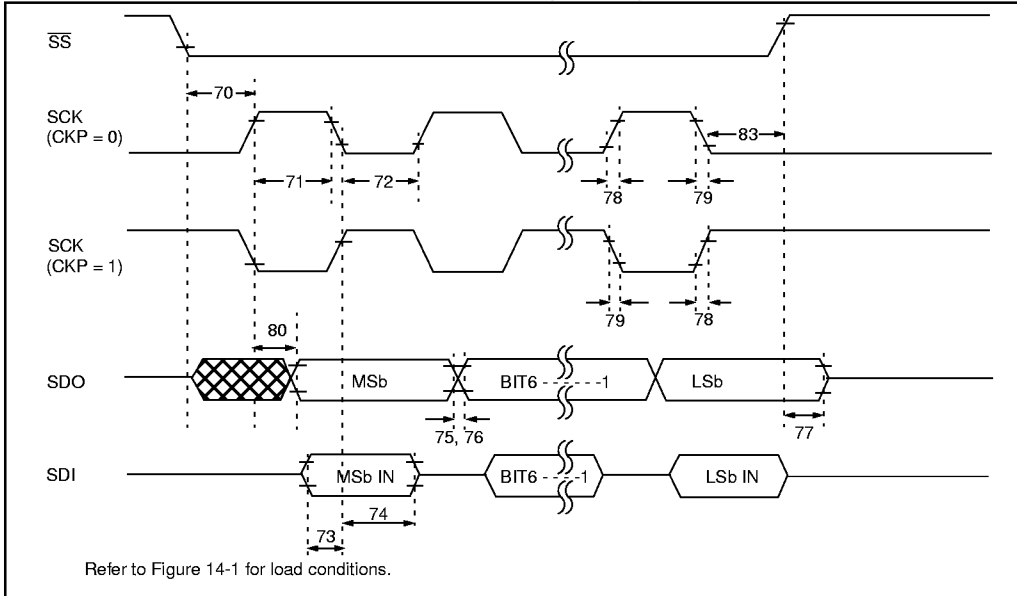 SS
70
SCK
(CKP = 0)
83
71
72
78
79
SCK
(CKP = 1)
79
78
80
SDO
MSb
BIT6 - - - - - -1
LSb
75, 76
77
SDI
MSb IN
BIT6 - - - -1
LSb IN
74
73
Refer to Figure 14-1 for load conditions.